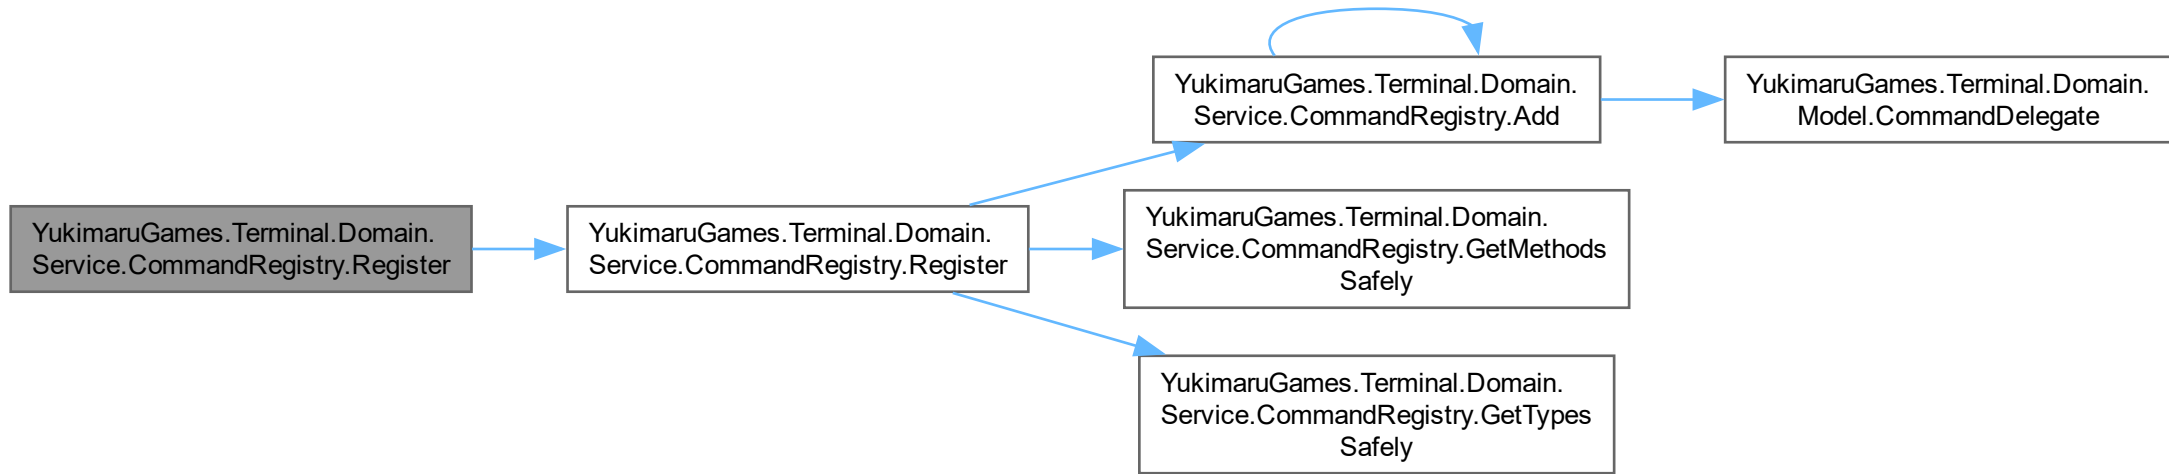 YukimaruGames.Terminal.Domain.
Service.CommandRegistry.Register
YukimaruGames.Terminal.Domain.
Service.CommandRegistry.Register
YukimaruGames.Terminal.Domain.
Service.CommandRegistry.Add
YukimaruGames.Terminal.Domain.
Model.CommandDelegate
YukimaruGames.Terminal.Domain.
Service.CommandRegistry.GetMethods
Safely
YukimaruGames.Terminal.Domain.
Service.CommandRegistry.GetTypes
Safely